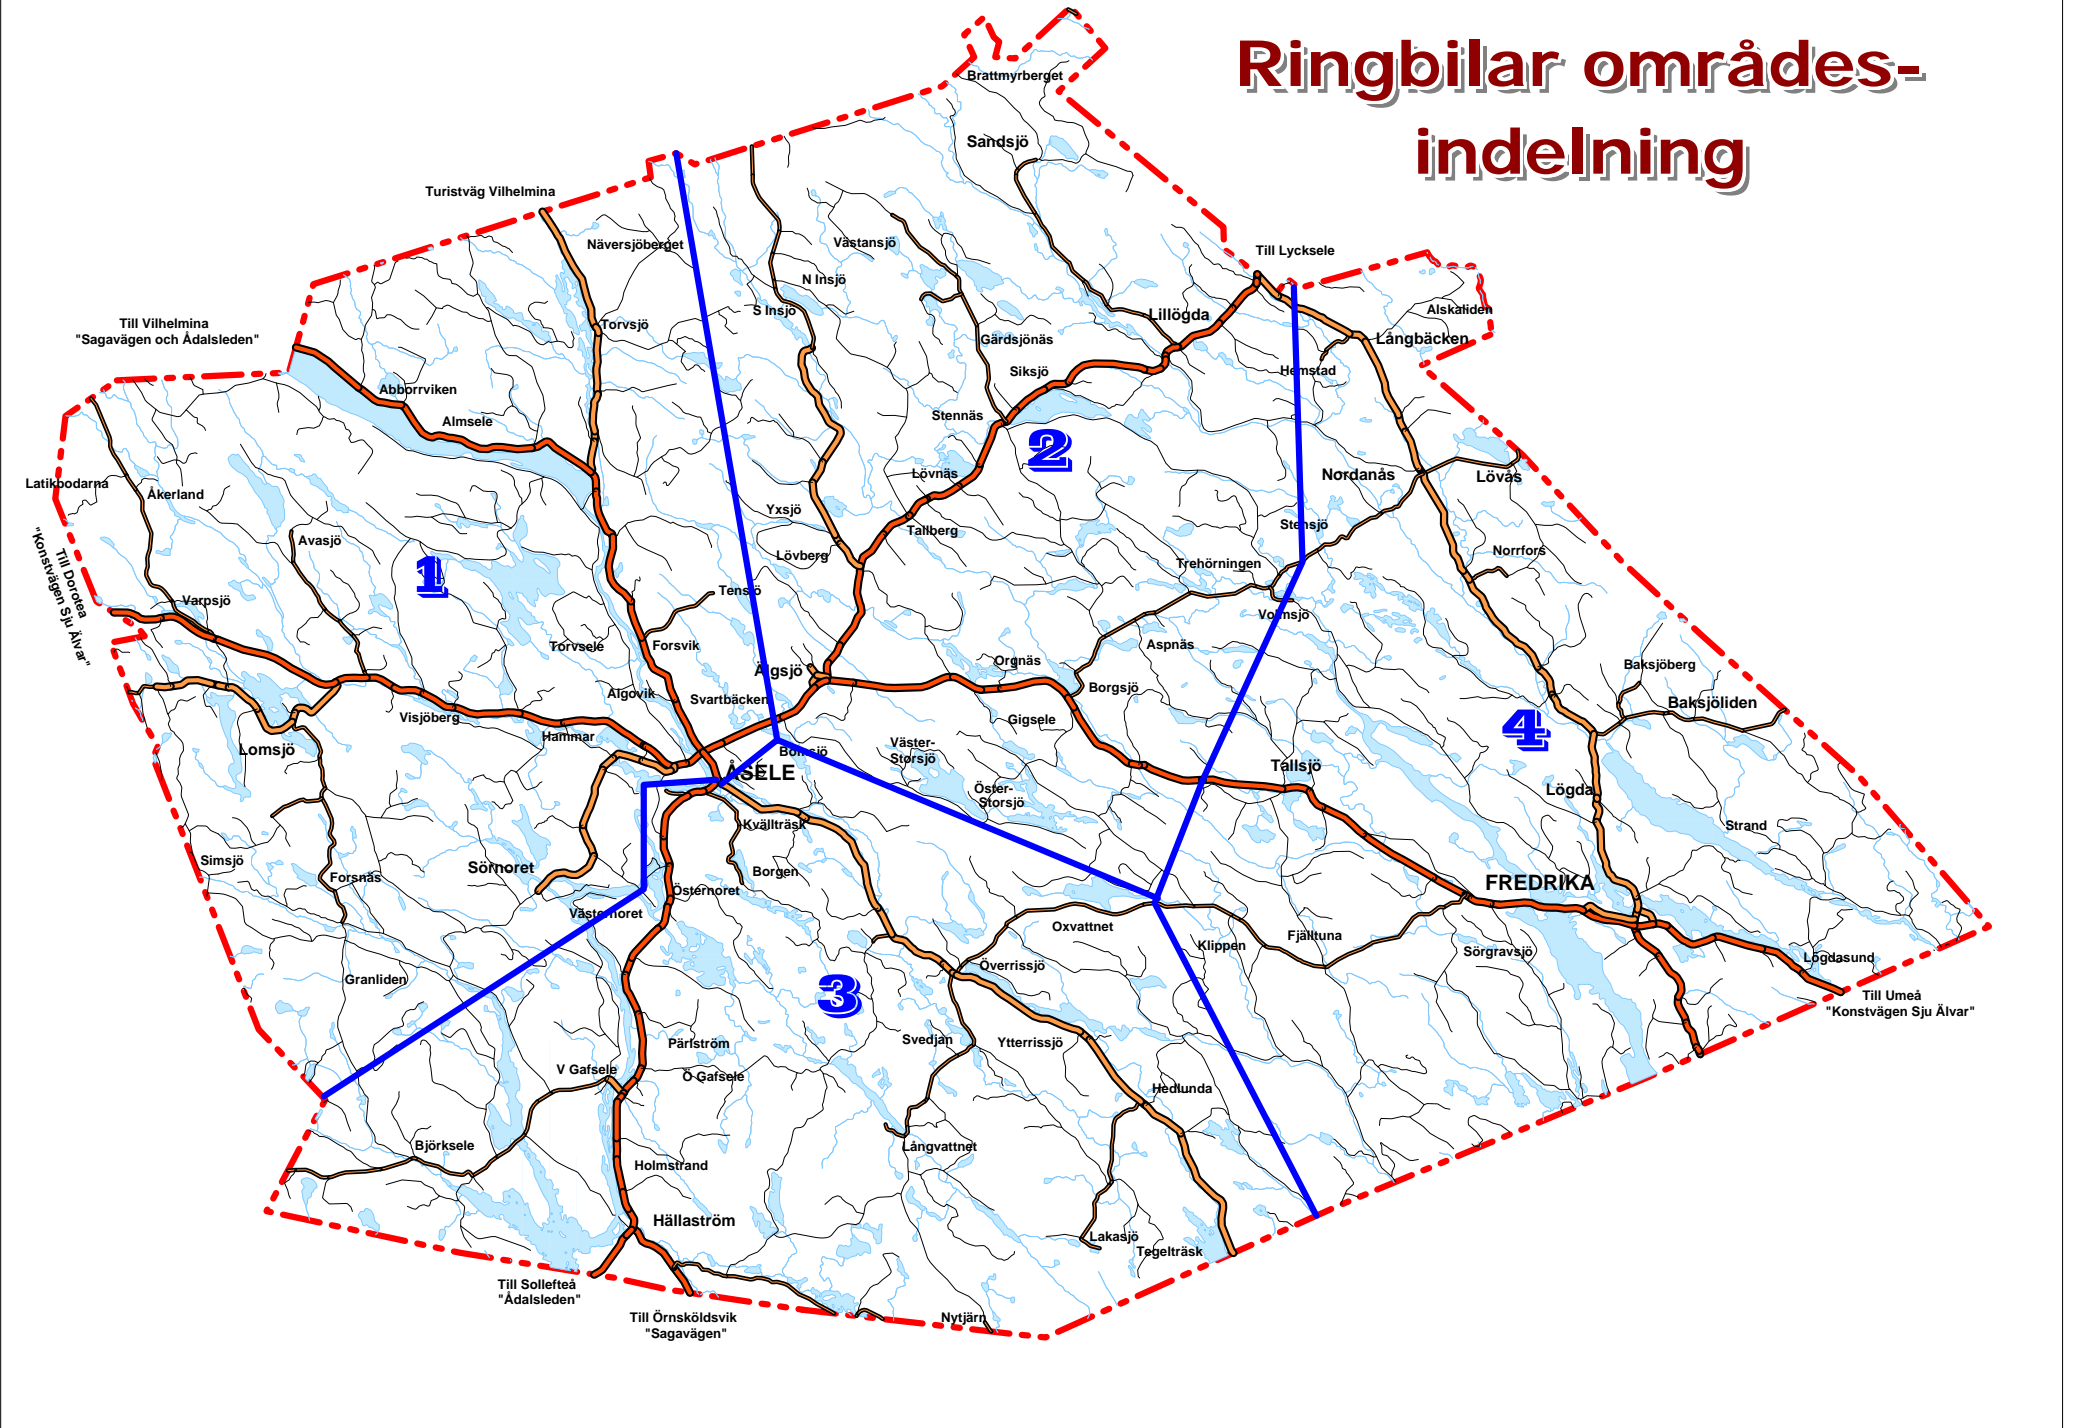 Ringbilar områdes-
indelning
Brattmyrberget
Sandsjö
Turistväg Vilhelmina
Näversjöberget
Västansjö
N Insjö
S Insjö
Till Lycksele
Alskaliden
Långbäcken
Lillögda
Till Vilhelmina
"Sagavägen och Ådalsleden"
Torvsjö
Gärdsjönäs
Siksjö
Hemstad
Abborrviken
Almsele
Stennäs
2
Lövnäs
Nordanås
Lövås
Latikbodarna
Åkerland
Yxsjö
Tallberg
Stensjö
Avasjö
Lövberg
Norrfors
Trehörningen
1
Till Dorotea
"Konstvägen Sju Älvar"
Varpsjö
Tensjö
Volmsjö
Torvsele
Forsvik
Aspnäs
Älgsjö
Orgnäs
Baksjöberg
Algovik
Svartbäcken
Borgsjö
Baksjöliden
Visjöberg
Gigsele
4
Hammar
Lomsjö
Bomsjö
Väster-
Storsjö
ÅSELE
Tallsjö
Öster-
Storsjö
Lögda
Kvällträsk
Strand
Simsjö
Sörnoret
Forsnäs
Borgen
Östernoret
FREDRIKA
Västernoret
Oxvattnet
Klippen
Fjälltuna
Sörgravsjö
Lögdasund
Granliden
Överrissjö
3
Till Umeå
"Konstvägen Sju Älvar"
Pärlström
Svedjan
Ytterrissjö
V Gafsele
Ö Gafsele
Hedlunda
Björksele
Långvattnet
Holmstrand
Hällaström
Lakasjö
Tegelträsk
Till Sollefteå
"Ådalsleden"
Till Örnsköldsvik
"Sagavägen"
Nytjärn